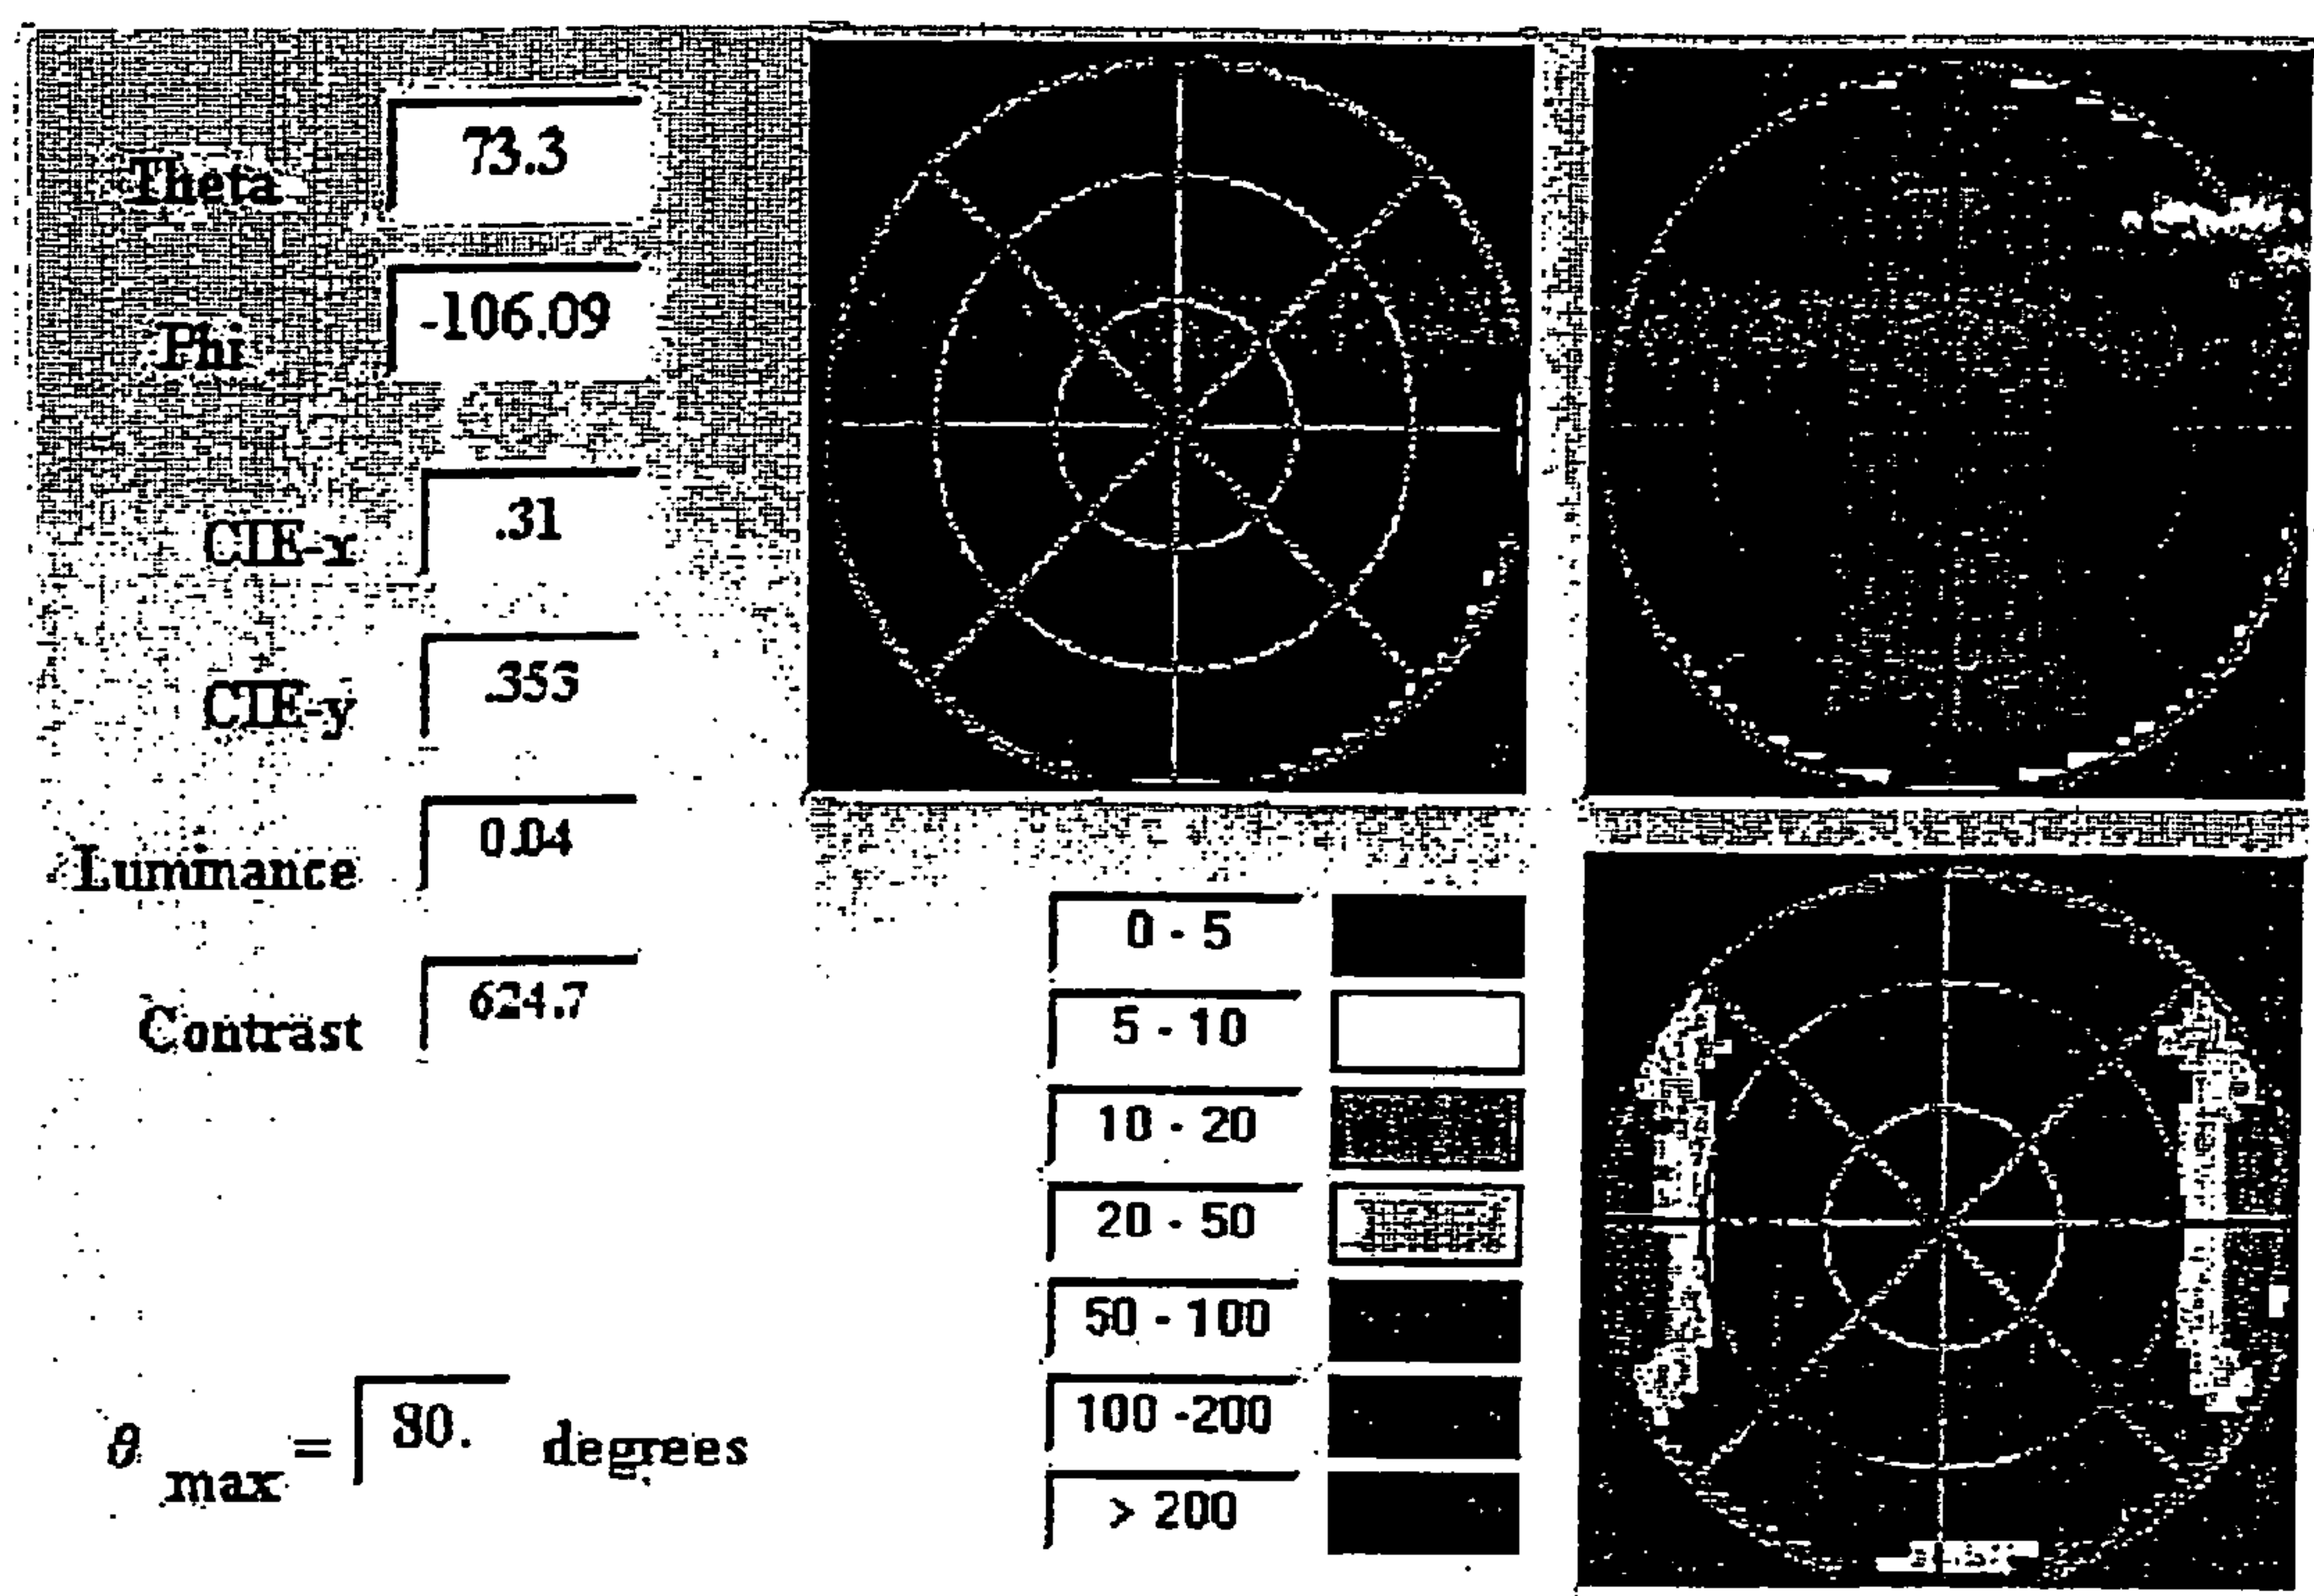 Theta 73.3
Phi -106.09
CIE-x .31
CIE-y .353
Luminance 0.04
Contrast 624.7
θ max = 80. degrees
0 - 5
5 - 10
10 - 20
20 - 50
50 - 100
100 -200
> 200